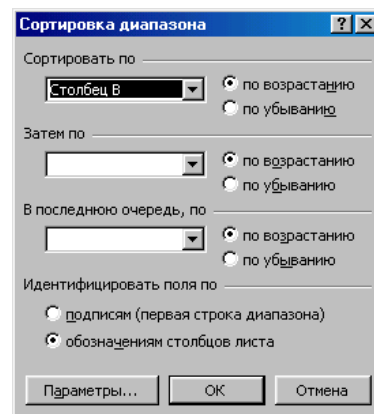 Сортировка диапазона
Сортировать по
Столбец B
по возрастанию
по убыванию
Затем по
по возрастанию
по убыванию
В последнюю очередь, по
по возрастанию
по убыванию
Идентифицировать поля по
подписям (первая строка диапазона)
обозначениям столбцов листа
Параметры... ОК Отмена